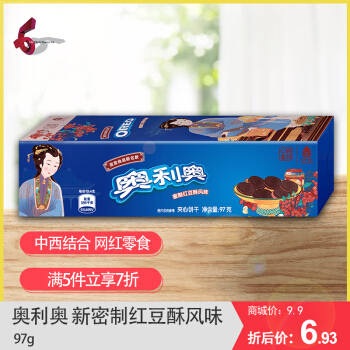 OREO
奥利奥
蜜制红豆酥风味
夹心饼干 净含量:97克
中西结合 网红零食
满5件立享7折
奥利奥 新密制红豆酥风味
97g
商城价：9.9
折后价：6.93